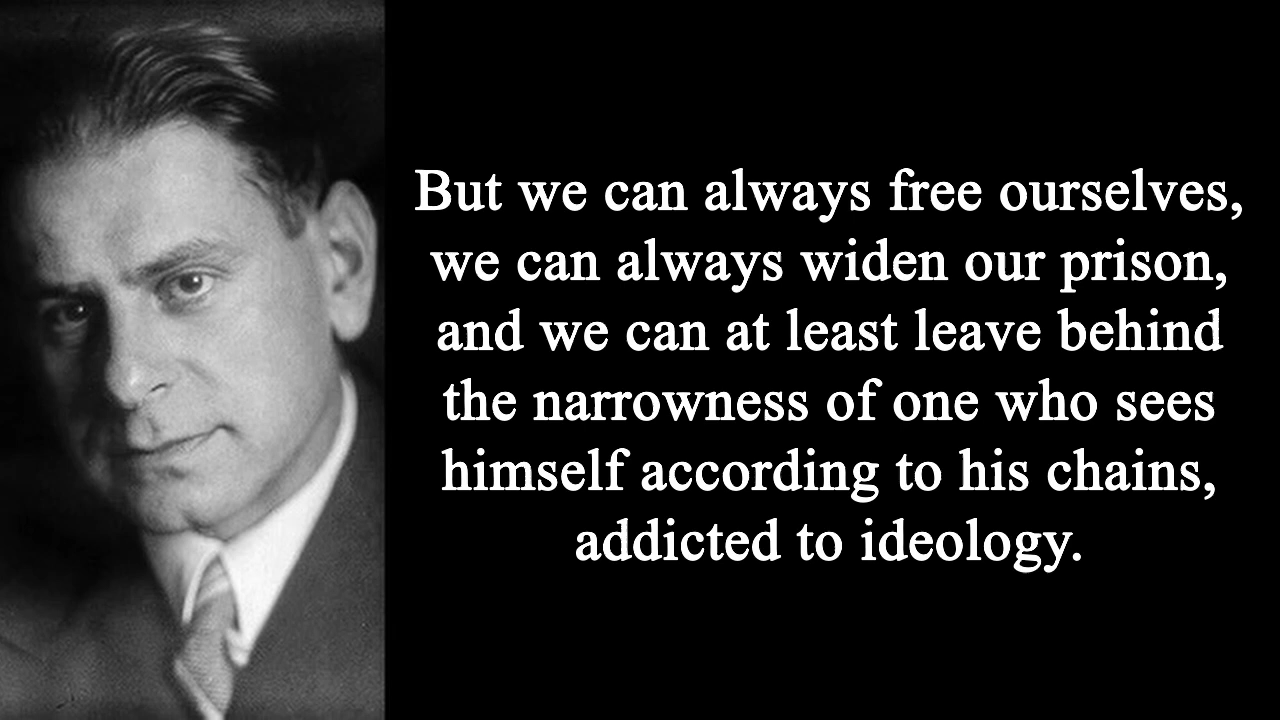 But we can always free ourselves,
we can always widen our prison,
and we can at least leave behind
the narrowness of one who sees
himself according to his chains,
addicted to ideology.